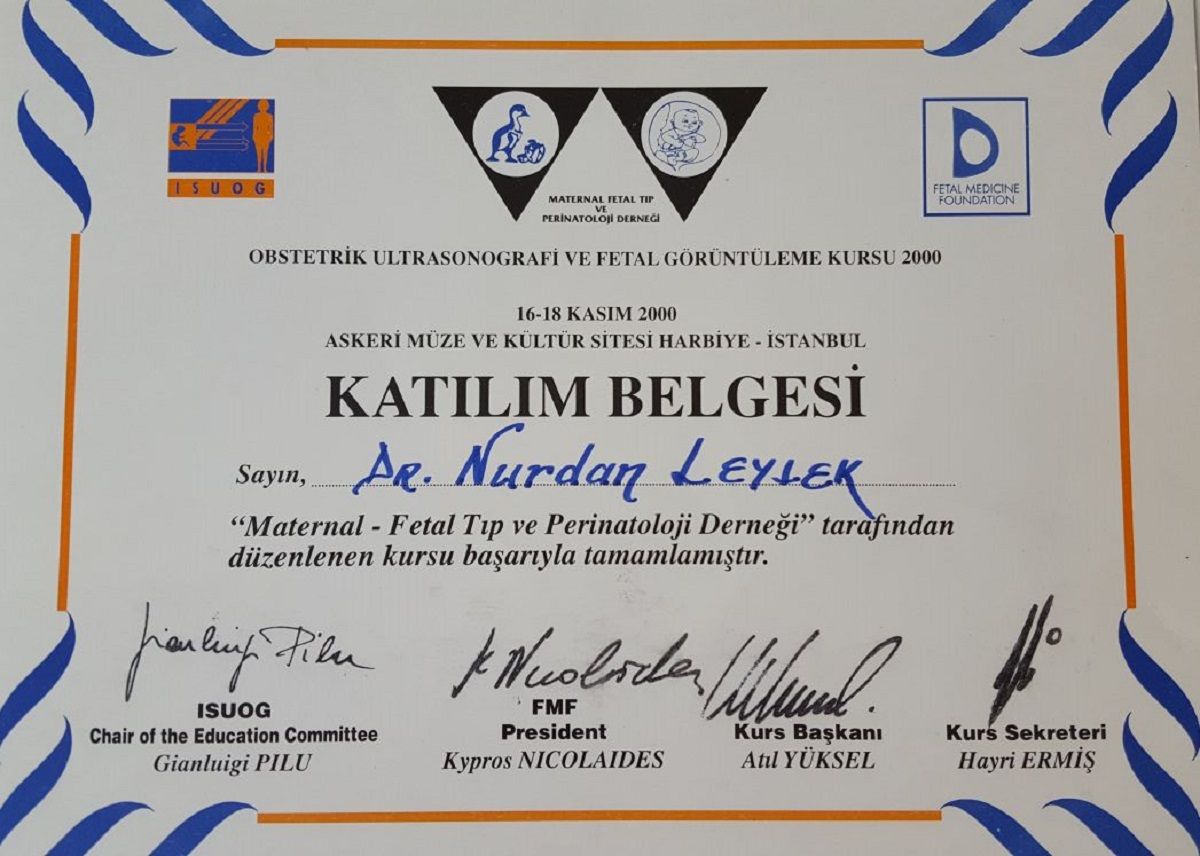 ISUOG
MATERNAL FETAL TIP
VE
PERİNATOLOJİ DERNEĞİ
FETAL MEDICINE
FOUNDATION
OBSTETRİK ULTRASONOGRAFİ VE FETAL GÖRÜNTÜLEME KURSU 2000
16-18 KASIM 2000
ASKERİ MÜZE VE KÜLTÜR SİTESİ HARBİYE - İSTANBUL
KATILIM BELGESİ
Sayın, DR. Nurdan LEYLEK
“Maternal - Fetal Tıp ve Perinatoloji Derneği” tarafından
düzenlenen kursu başarıyla tamamlamıştır.
Gianluigi Pilu
K Nicolaides
ISUOG
Chair of the Education Committee
Gianluigi PILU
FMF
President
Kypros NICOLAIDES
Kurs Başkanı
Atıl YÜKSEL
Kurs Sekreteri
Hayri ERMİŞ